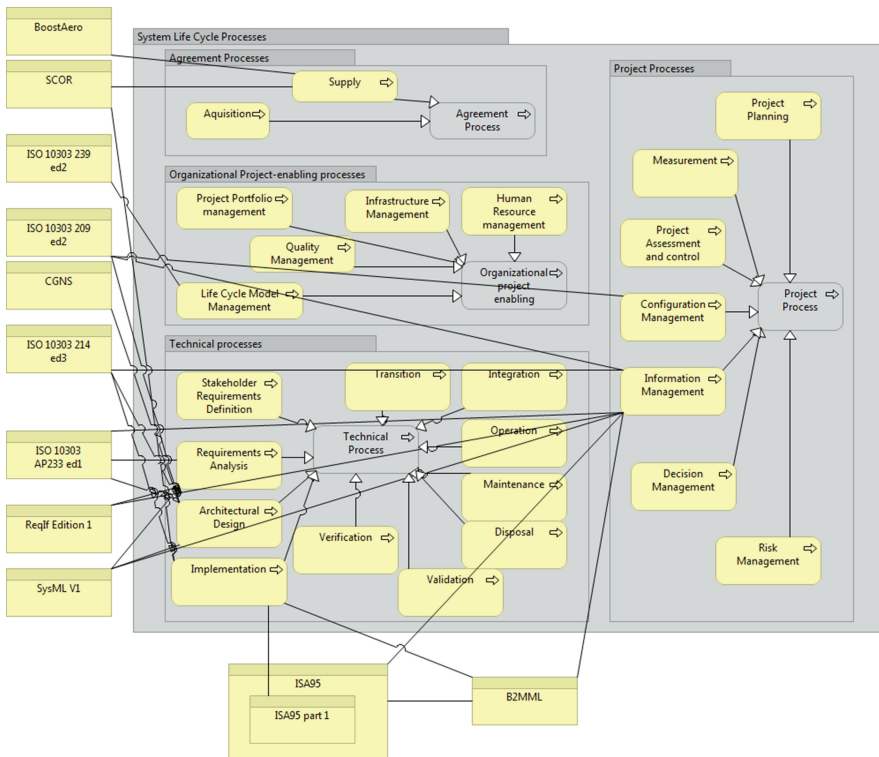 BoostAero
SCOR
ISO 10303 239
ed2
ISO 10303 209
ed2
CGNS
ISO 10303 214
ed3
ISO 10303
AP233 ed1
ReqIf Edition 1
SysML V1
System Life Cycle Processes
Agreement Processes
Supply
Aquisition
Agreement
Process
Organizational Project-enabling processes
Project Portfolio
management
Infrastructure
Management
Human
Resource
management
Quality
Management
Organizational
project
enabling
Life Cycle Model
Management
Technical processes
Stakeholder
Requirements
Definition
Transition
Integration
Technical
Process
Operation
Requirements
Analysis
Maintenance
Architectural
Design
Verification
Disposal
Implementation
Validation
Project Processes
Project
Planning
Measurement
Project
Assessment
and control
Project
Process
Configuration
Management
Information
Management
Decision
Management
Risk
Management
ISA95
ISA95 part 1
B2MML